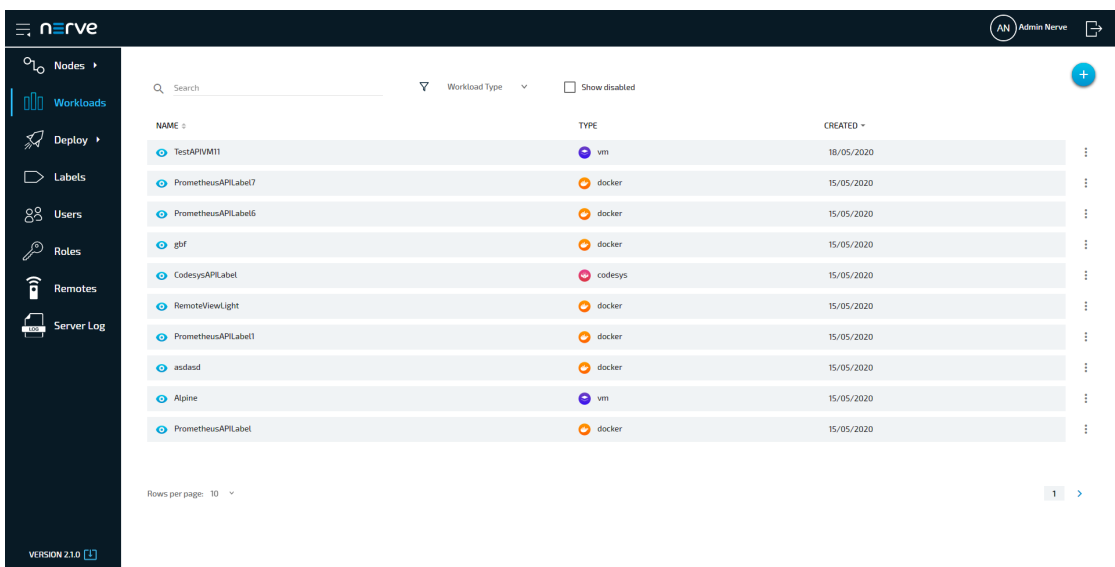 nerve
AN Admin Nerve
Nodes
Workloads
Deploy
Labels
Users
Roles
Remotes
LOG Server Log
VERSION 2.1.0
Search Workload Type Show disabled
+
NAME TYPE CREATED
TestAPIVM11 vm 18/05/2020
PrometheusAPILabel7 docker 15/05/2020
PrometheusAPILabel6 docker 15/05/2020
gbf docker 15/05/2020
CodesysAPILabel codesys 15/05/2020
RemoteViewLight docker 15/05/2020
PrometheusAPILabel1 docker 15/05/2020
asdasd docker 15/05/2020
Alpine vm 15/05/2020
PrometheusAPILabel docker 15/05/2020
Rows per page: 10 1